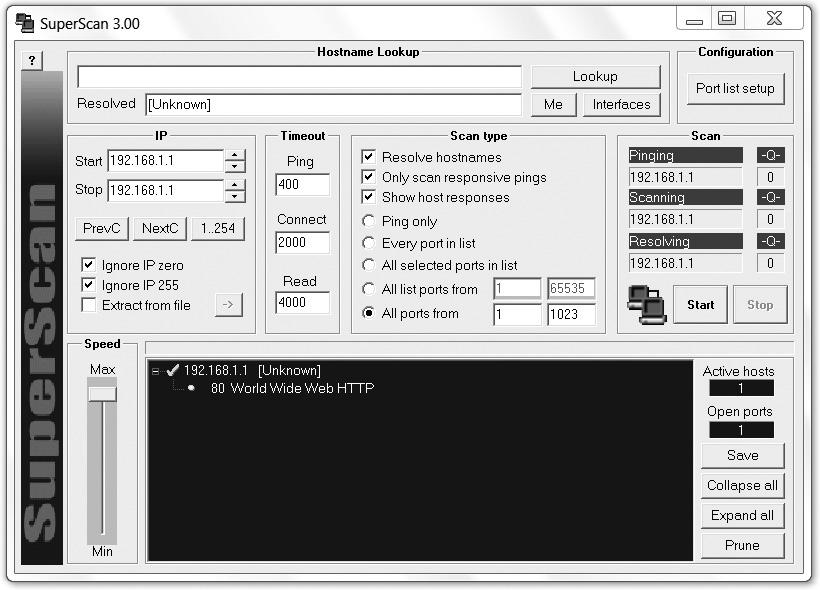 SuperScan 3.00
?
Hostname Lookup
Lookup
Resolved [Unknown]
Me Interfaces
Configuration
Port list setup
IP
Start 192.168.1.1
Stop 192.168.1.1
PrevC NextC 1..254
Ignore IP zero
Ignore IP 255
Extract from file ->
Timeout
Ping
400
Connect
2000
Read
4000
Scan type
Resolve hostnames
Only scan responsive pings
Show host responses
Ping only
Every port in list
All selected ports in list
All list ports from 1 65535
All ports from 1 1023
Scan
Pinging -Q-
192.168.1.1 0
Scanning -Q-
192.168.1.1 0
Resolving -Q-
192.168.1.1 0
Start Stop
SuperScan
Speed
Max
Min
192.168.1.1 [Unknown]
80 World Wide Web HTTP
Active hosts
1
Open ports
1
Save
Collapse all
Expand all
Prune